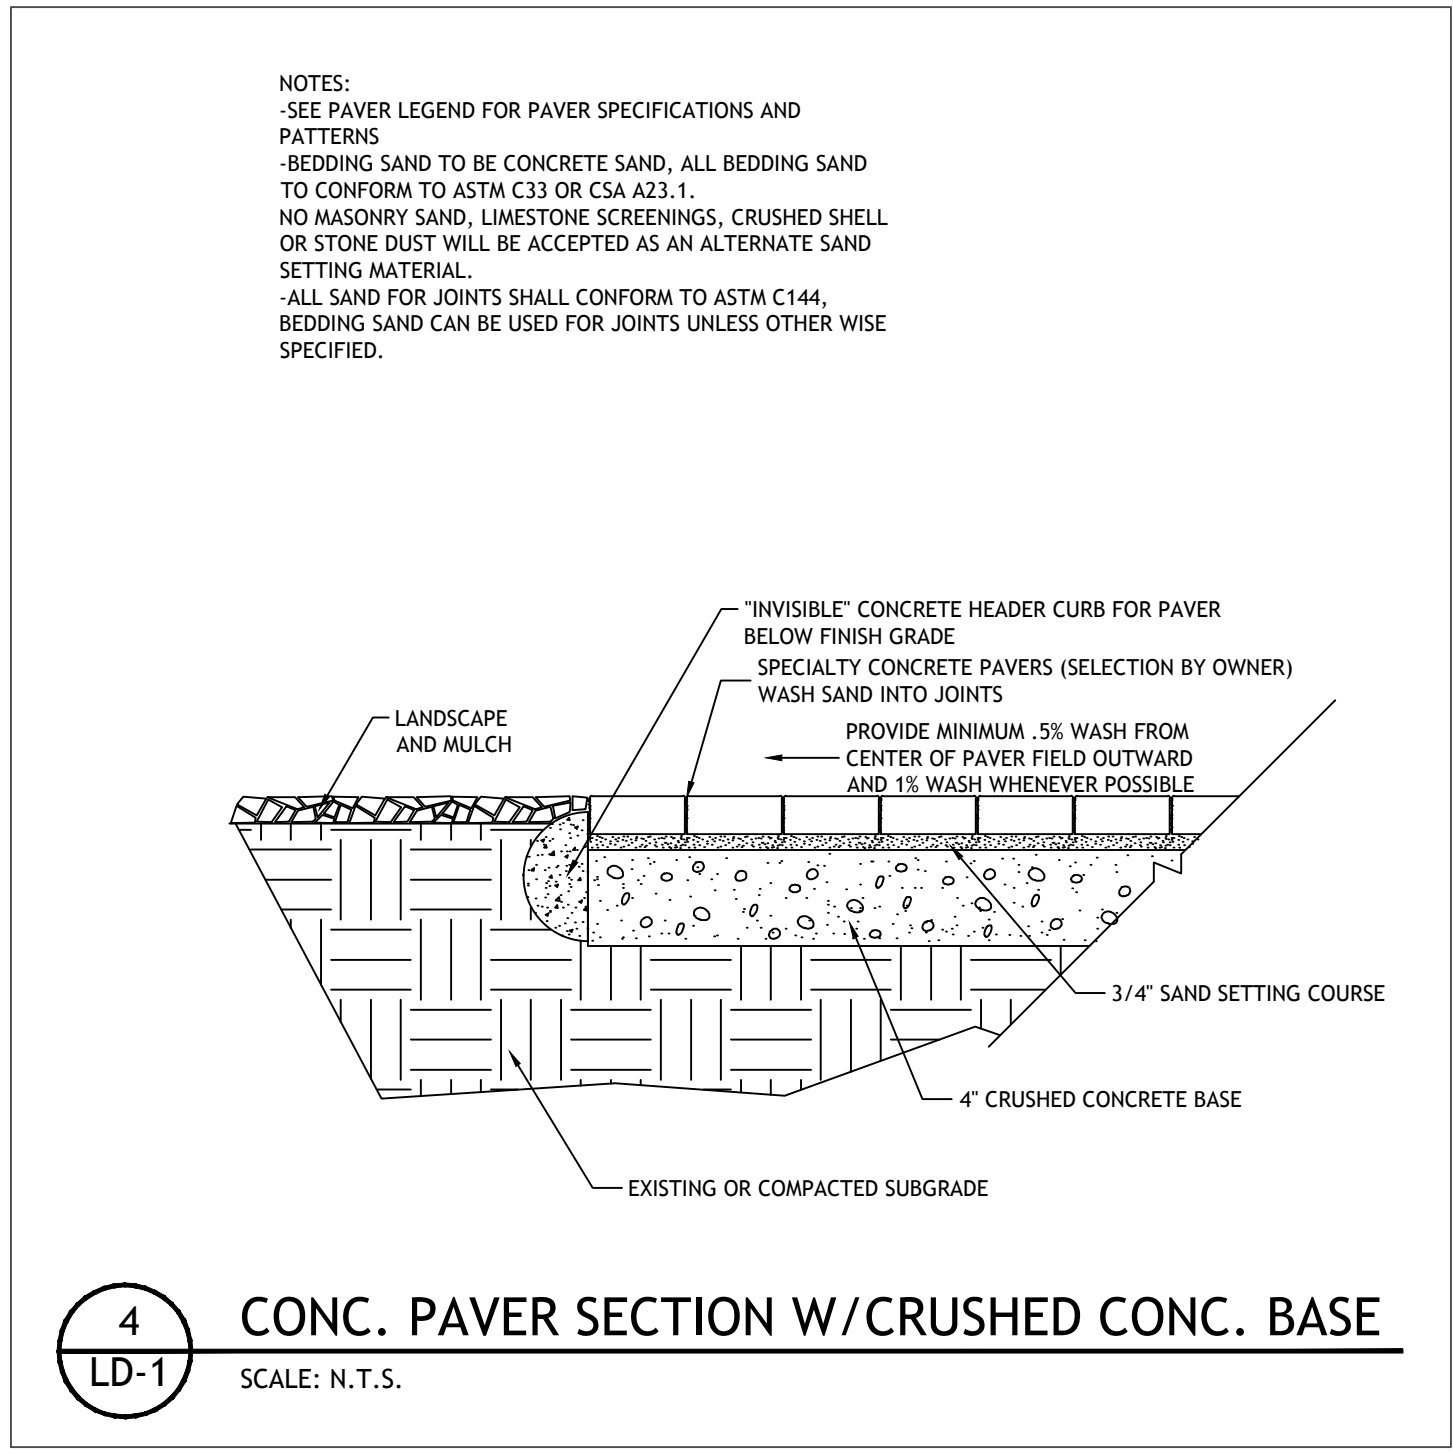 NOTES:
-SEE PAVER LEGEND FOR PAVER SPECIFICATIONS AND
PATTERNS
-BEDDING SAND TO BE CONCRETE SAND, ALL BEDDING SAND
TO CONFORM TO ASTM C33 OR CSA A23.1.
NO MASONRY SAND, LIMESTONE SCREENINGS, CRUSHED SHELL
OR STONE DUST WILL BE ACCEPTED AS AN ALTERNATE SAND
SETTING MATERIAL.
-ALL SAND FOR JOINTS SHALL CONFORM TO ASTM C144,
BEDDING SAND CAN BE USED FOR JOINTS UNLESS OTHER WISE
SPECIFIED.
"INVISIBLE" CONCRETE HEADER CURB FOR PAVER
BELOW FINISH GRADE
SPECIALTY CONCRETE PAVERS (SELECTION BY OWNER)
WASH SAND INTO JOINTS
LANDSCAPE
AND MULCH
PROVIDE MINIMUM .5% WASH FROM
CENTER OF PAVER FIELD OUTWARD
AND 1% WASH WHENEVER POSSIBLE
3/4" SAND SETTING COURSE
4" CRUSHED CONCRETE BASE
EXISTING OR COMPACTED SUBGRADE
4
LD-1
CONC. PAVER SECTION W/CRUSHED CONC. BASE
SCALE: N.T.S.